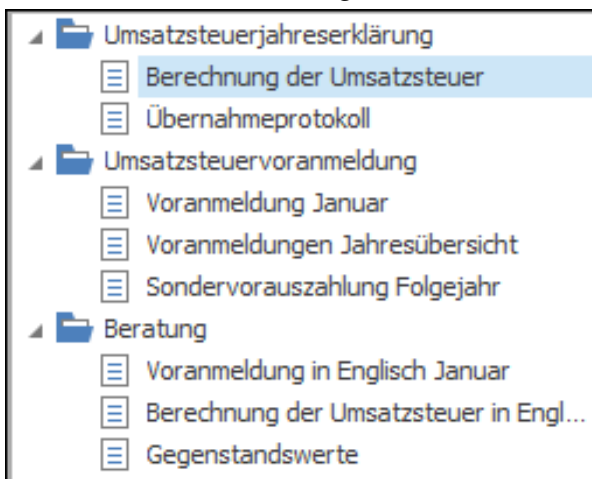 Umsatzsteuerjahreserklärung
Berechnung der Umsatzsteuer
Übernahmeprotokoll
Umsatzsteuervoranmeldung
Voranmeldung Januar
Voranmeldungen Jahresübersicht
Sondervorauszahlung Folgejahr
Beratung
Voranmeldung in Englisch Januar
Berechnung der Umsatzsteuer in Engl...
Gegenstandswerte